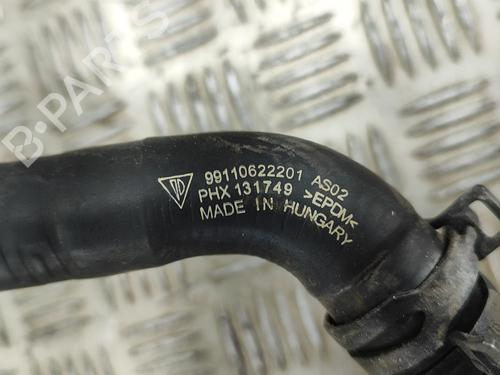 B-PARTS
99110622201 AS02
PHX 131749 >EPDM<
MADE IN HUNGARY